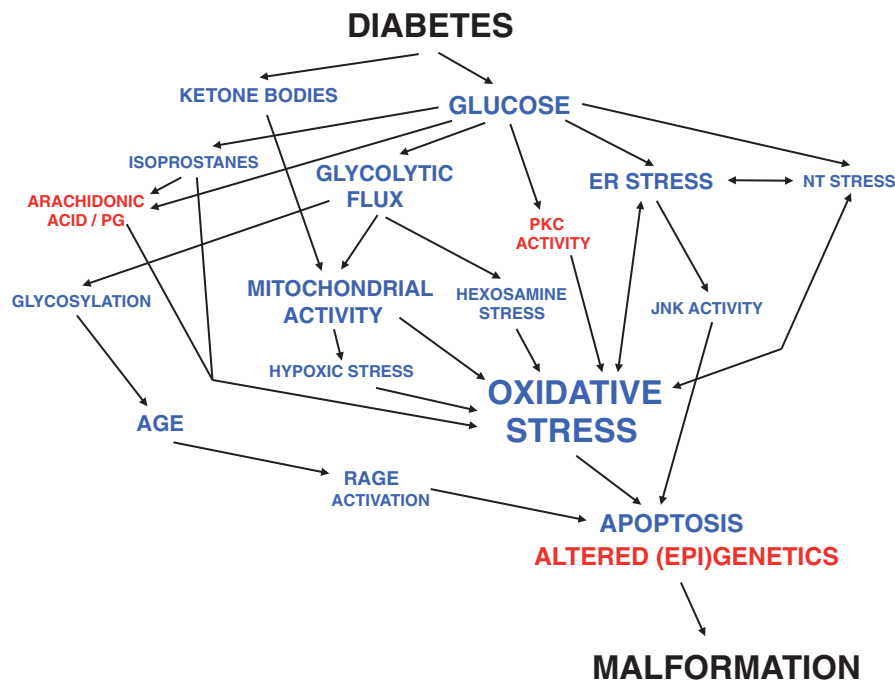 DIABETES
KETONE BODIES
GLUCOSE
ISOPROSTANES
GLYCOLYTIC
FLUX
ER STRESS
NT STRESS
ARACHIDONIC
ACID / PG
PKC
ACTIVITY
GLYCOSYLATION
MITOCHONDRIAL
ACTIVITY
HEXOSAMINE
STRESS
JNK ACTIVITY
HYPOXIC STRESS
OXIDATIVE
STRESS
AGE
RAGE
ACTIVATION
APOPTOSIS
ALTERED (EPI)GENETICS
MALFORMATION